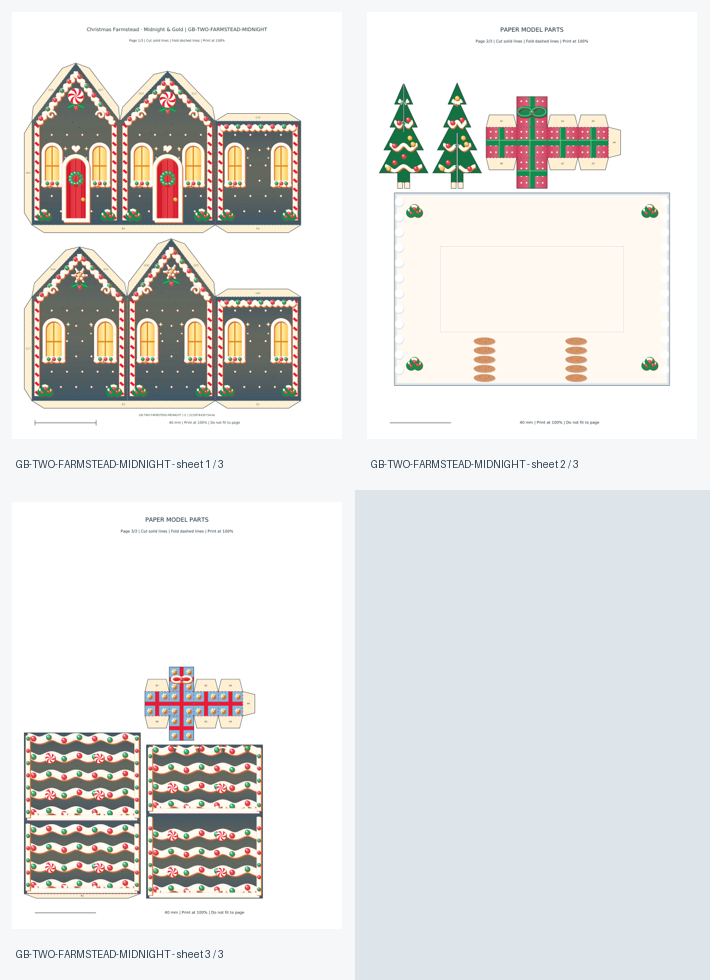 Christmas Farmstead - Midnight & Gold | GB-TWO-FARMSTEAD-MIDNIGHT
Page 1/3 | Cut solid lines | Fold dashed lines | Print at 100%
40 mm | Print at 100% | Do not fit to page
GB-TWO-FARMSTEAD-MIDNIGHT - sheet 1 / 3
PAPER MODEL PARTS
Page 2/3 | Cut solid lines | Fold dashed lines | Print at 100%
40 mm | Print at 100% | Do not fit to page
GB-TWO-FARMSTEAD-MIDNIGHT - sheet 2 / 3
PAPER MODEL PARTS
Page 3/3 | Cut solid lines | Fold dashed lines | Print at 100%
40 mm | Print at 100% | Do not fit to page
GB-TWO-FARMSTEAD-MIDNIGHT - sheet 3 / 3